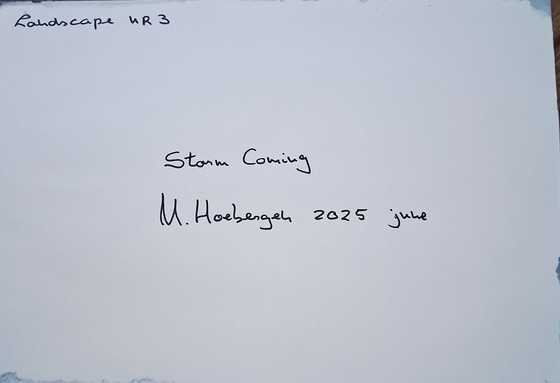 Landscape NR 3
Storm Coming
M. Hoebergen 2025 june